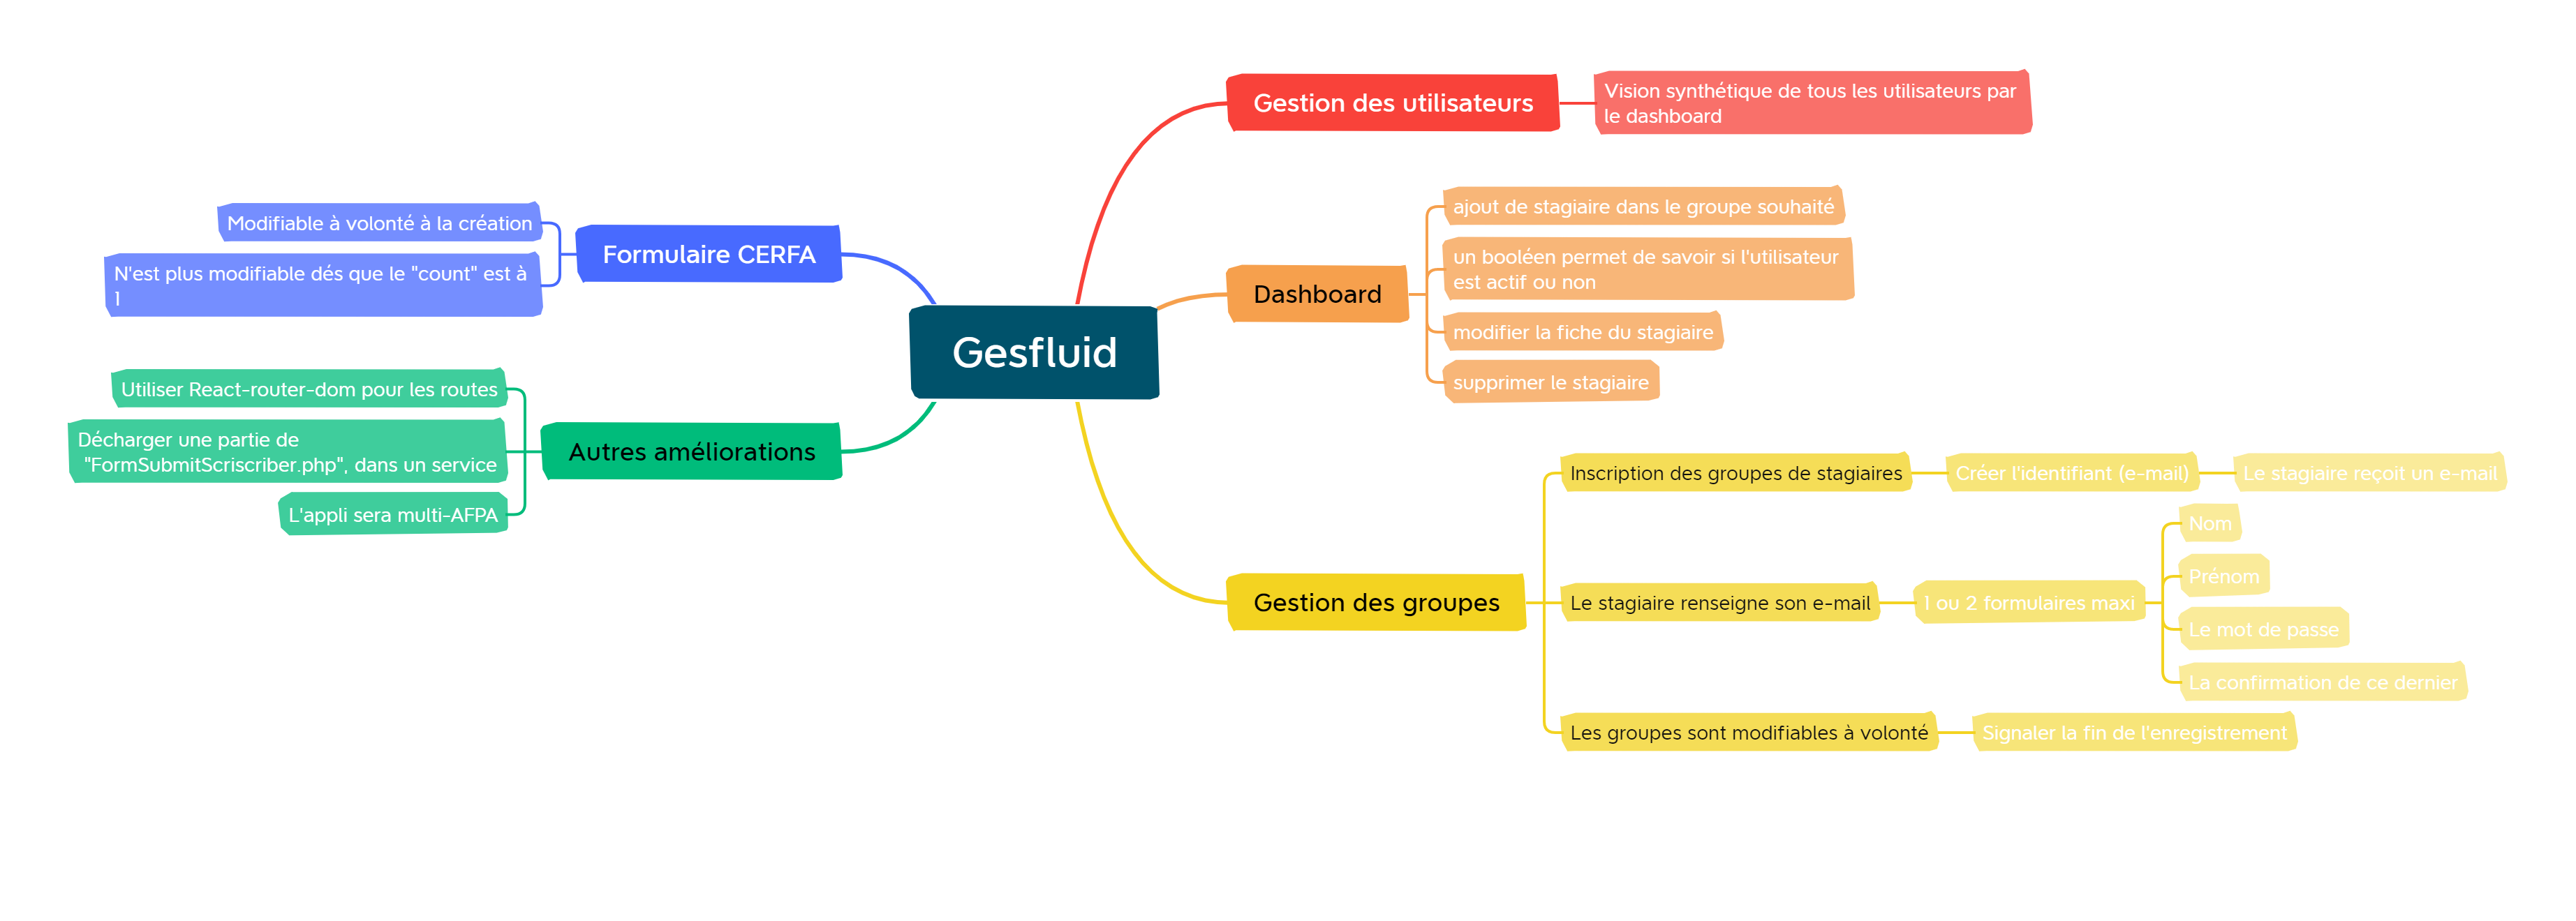 Gesfluid
Gestion des utilisateurs
Vision synthétique de tous les utilisateurs par
le dashboard
Dashboard
ajout de stagiaire dans le groupe souhaité
un booléen permet de savoir si l'utilisateur
est actif ou non
modifier la fiche du stagiaire
supprimer le stagiaire
Gestion des groupes
Inscription des groupes de stagiaires
Créer l'identifiant (e-mail)
Le stagiaire reçoit un e-mail
Le stagiaire renseigne son e-mail
1 ou 2 formulaires maxi
Nom
Prénom
Le mot de passe
La confirmation de ce dernier
Les groupes sont modifiables à volonté
Signaler la fin de l'enregistrement
Formulaire CERFA
Modifiable à volonté à la création
N'est plus modifiable dés que le "count" est à
1
Autres améliorations
Utiliser React-router-dom pour les routes
Décharger une partie de
"FormSubmitScriscriber.php", dans un service
L'appli sera multi-AFPA